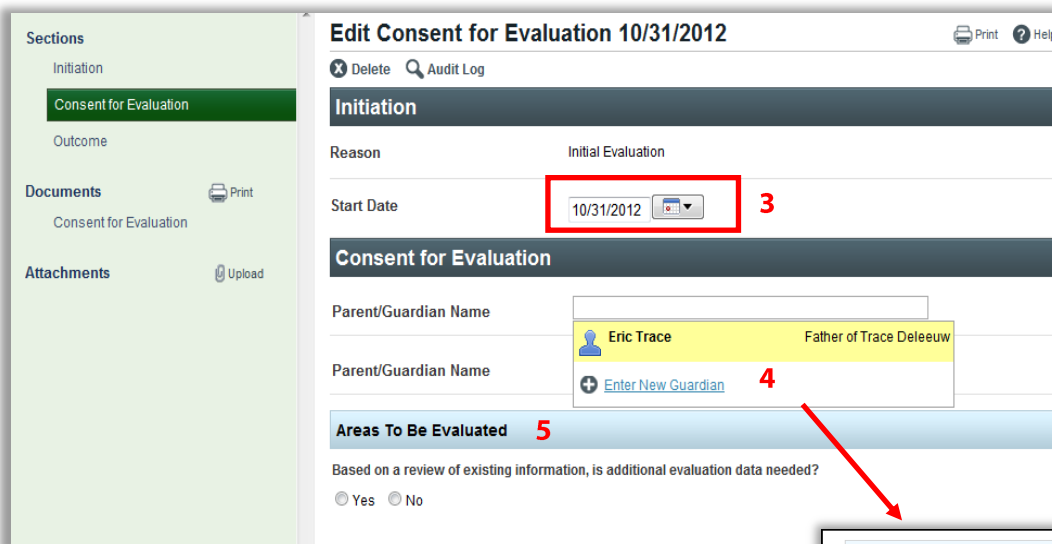 Sections
Initiation
Consent for Evaluation
Outcome
Documents Print
Consent for Evaluation
Attachments Upload
Edit Consent for Evaluation 10/31/2012 Print Help
Delete Audit Log
Initiation
Reason Initial Evaluation
Start Date 10/31/2012 3
Consent for Evaluation
Parent/Guardian Name
Eric Trace Father of Trace Deleeuw
Parent/Guardian Name
Enter New Guardian 4
Areas To Be Evaluated 5
Based on a review of existing information, is additional evaluation data needed?
Yes No